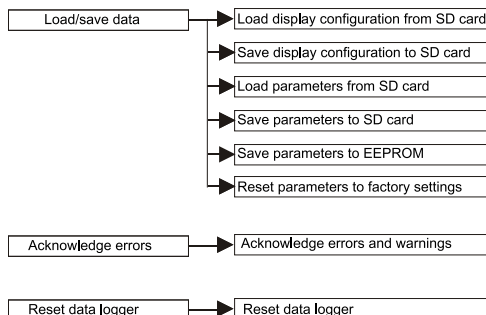 Load/save data
Load display configuration from SD card
Save display configuration to SD card
Load parameters from SD card
Save parameters to SD card
Save parameters to EEPROM
Reset parameters to factory settings
Acknowledge errors
Acknowledge errors and warnings
Reset data logger
Reset data logger